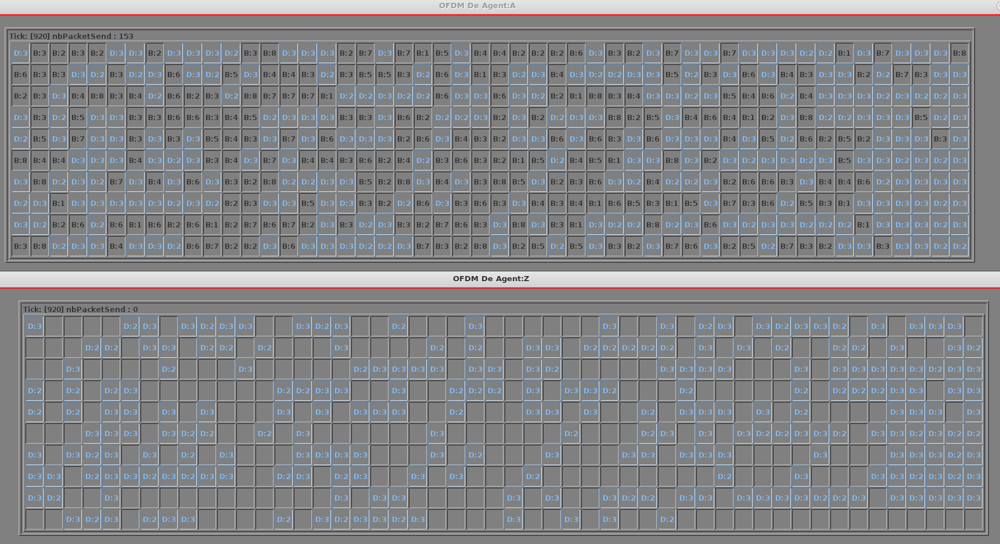 OFDM De Agent:A
Tick: [920] nbPacketSend : 153
D:3 B:3 B:2 B:3 B:2 D:3 D:3 B:2 D:3 D:3 D:3 D:2 B:3 B:8 D:3 D:3 D:3 B:2 B:7 D:3 B:7 B:1 B:5 D:3 B:4 B:4 B:2 B:2 B:2 B:6 D:3 B:3 B:2 D:3 B:7 D:3 D:3 B:7 D:3 D:3 D:3 D:2 D:2 B:1 D:3 B:7 D:3 D:3 D:3 B:8
B:6 B:3 B:3 D:3 D:2 B:3 D:2 D:3 B:6 D:3 D:2 B:5 D:3 B:4 B:4 B:3 D:2 B:3 B:5 B:5 B:3 D:2 B:6 D:3 B:1 B:3 D:2 D:3 B:4 D:3 D:2 D:2 D:3 D:3 B:5 D:2 B:3 D:3 B:6 D:3 B:4 B:3 D:3 D:3 B:2 D:2 B:7 B:3 D:3 D:3
B:2 B:3 D:3 B:4 B:8 B:3 B:4 D:2 B:6 B:2 B:3 D:2 B:8 B:7 B:7 B:7 B:1 D:2 D:2 D:3 D:2 D:2 B:6 D:3 D:3 B:6 D:3 D:2 B:2 B:1 B:8 B:3 B:4 D:3 D:3 D:2 D:3 B:5 B:4 B:6 D:2 B:4 D:3 D:3 D:3 D:2 D:3 D:2 D:2 D:3
D:3 B:3 D:2 B:5 D:3 D:3 B:3 B:3 B:6 B:6 B:3 B:4 B:5 D:2 D:3 D:3 D:3 B:3 B:3 D:3 B:6 B:2 D:2 D:2 D:3 B:2 D:3 B:2 D:2 D:3 D:3 B:8 B:2 B:5 D:3 B:4 B:6 B:4 B:1 B:2 D:3 B:8 D:2 D:2 D:3 D:3 D:3 B:5 D:2 D:3
D:2 B:5 D:3 B:7 D:3 D:3 B:3 D:3 B:3 D:3 B:5 B:4 B:3 D:3 B:7 D:3 B:6 D:3 D:3 D:3 B:2 B:6 D:3 B:4 B:3 B:2 D:3 D:3 B:6 D:3 B:6 B:3 D:3 B:6 D:3 D:3 D:3 B:4 D:3 B:5 D:2 B:6 B:2 B:5 B:2 D:3 D:3 D:3 B:3 D:3
B:8 B:4 B:4 D:3 D:3 D:3 B:4 D:3 D:2 D:3 B:3 B:4 D:3 B:7 D:3 B:4 B:4 B:3 B:6 B:2 B:4 D:2 B:3 B:6 B:3 B:2 B:1 B:5 D:2 B:4 B:5 B:1 D:3 D:3 B:8 D:3 B:2 D:3 D:2 D:3 D:3 D:2 D:3 B:5 D:3 D:3 D:2 D:3 D:2 D:3
D:3 B:8 D:2 D:3 D:2 B:7 D:3 B:4 D:3 B:6 D:3 B:3 B:2 B:8 D:2 D:2 D:3 D:3 B:5 B:2 B:8 D:3 B:4 D:3 B:3 B:8 B:5 D:3 B:2 B:3 B:6 D:3 D:2 B:4 D:2 D:2 D:3 B:2 B:6 B:6 B:3 D:3 B:4 B:4 B:6 D:2 D:3 D:3 D:3 D:3
D:2 D:3 B:1 D:3 D:3 D:3 D:3 D:3 D:2 D:3 D:2 B:2 B:3 D:3 D:3 B:5 D:3 D:3 B:3 B:2 D:2 B:6 D:3 B:3 B:6 B:3 D:3 B:4 B:3 B:4 B:1 B:6 B:5 B:3 B:1 B:5 D:3 B:7 B:3 B:6 D:2 B:5 B:3 B:1 D:3 D:3 D:3 D:3 D:2 D:3
D:3 D:2 B:2 B:6 D:2 B:6 B:1 B:6 B:2 B:6 B:1 B:2 B:7 B:6 B:7 B:2 D:3 B:3 D:2 D:3 B:3 B:2 B:7 B:6 B:3 D:3 B:8 D:3 B:3 B:1 D:3 D:2 D:2 B:8 D:2 D:3 B:6 D:3 D:2 D:3 D:3 D:2 D:2 D:2 B:1 D:3 D:3 D:3 D:2 D:3
B:3 B:8 D:2 D:3 D:3 B:4 D:3 D:3 D:2 B:6 B:7 B:2 B:2 D:3 B:6 D:3 D:3 D:3 D:2 D:2 D:3 B:7 B:3 B:2 B:8 D:3 B:2 B:5 D:2 B:5 D:3 B:3 B:2 D:3 B:7 B:6 D:3 B:2 B:5 D:2 B:7 B:3 B:2 D:3 D:3 B:3 D:3 D:3 D:2 D:2
OFDM De Agent:Z
Tick: [920] nbPacketSend : 0
D:3 D:2 D:3 D:3 D:2 D:3 D:3 D:3 D:2 D:3 D:2 D:3 D:3 D:3 D:2 D:3 D:3 D:2 D:3 D:3 D:2 D:3 D:3 D:3 D:3
D:2 D:2 D:3 D:3 D:2 D:2 D:2 D:3 D:2 D:2 D:3 D:3 D:2 D:2 D:2 D:2 D:2 D:3 D:3 D:2 D:2 D:2 D:3 D:3 D:2
D:3 D:2 D:3 D:2 D:3 D:3 D:3 D:3 D:3 D:3 D:3 D:2 D:3 D:3 D:3 D:3 D:3 D:3 D:3 D:3 D:3 D:3 D:2 D:3 D:3
D:2 D:2 D:2 D:3 D:2 D:2 D:3 D:3 D:3 D:2 D:2 D:2 D:3 D:3 D:3 D:2 D:2 D:2 D:2 D:2 D:2 D:3 D:3 D:3 D:3
D:2 D:2 D:3 D:3 D:3 D:3 D:3 D:3 D:3 D:3 D:3 D:2 D:3 D:3 D:3 D:2 D:3 D:3 D:3 D:3 D:2 D:3 D:3 D:3 D:3
D:3 D:3 D:3 D:3 D:2 D:2 D:2 D:3 D:3 D:2 D:2 D:3 D:3 D:3 D:2 D:2 D:3 D:3 D:2 D:3 D:3 D:2 D:3 D:2 D:2
D:3 D:3 D:2 D:3 D:3 D:2 D:3 D:3 D:3 D:3 D:3 D:3 D:2 D:3 D:3 D:3 D:3 D:3 D:3 D:3 D:3 D:3 D:3 D:3 D:3
D:3 D:3 D:2 D:3 D:3 D:2 D:3 D:2 D:3 D:3 D:2 D:3 D:2 D:3 D:3 D:3 D:2 D:2 D:3 D:3 D:3 D:2 D:3 D:2 D:3
D:3 D:2 D:3 D:3 D:3 D:3 D:3 D:3 D:3 D:2 D:2 D:3 D:3 D:3 D:3 D:3 D:3 D:2 D:2 D:3 D:3 D:3 D:3 D:3 D:3
D:3 D:2 D:3 D:2 D:3 D:3 D:2 D:3 D:2 D:3 D:3 D:2 D:3 D:3 D:3 D:3 D:2